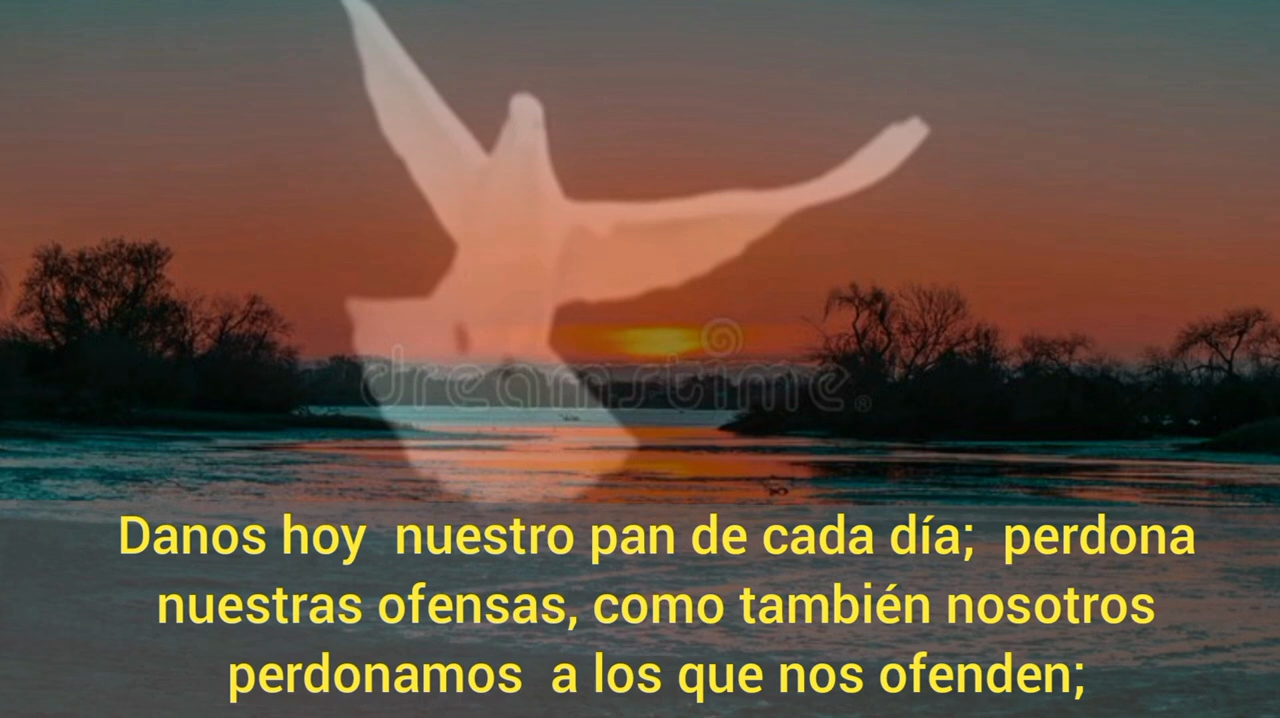 dreamstime
Danos hoy nuestro pan de cada día; perdona
nuestras ofensas, como también nosotros
perdonamos a los que nos ofenden;